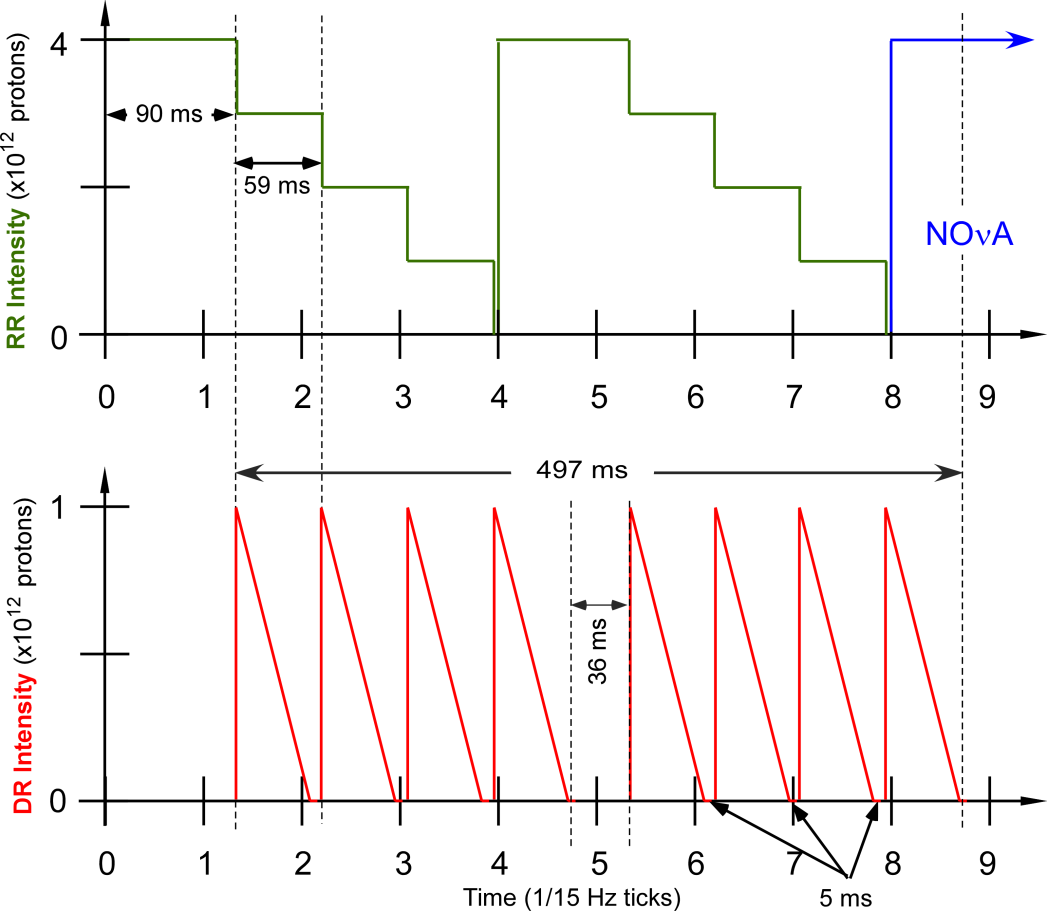 RR Intensity (x10¹² protons)
4
90 ms
59 ms
NOνA
0
0 1 2 3 4 5 6 7 8 9
DR Intensity (x10¹² protons)
497 ms
1
36 ms
0
0 1 2 3 4 5 6 7 8 9
Time (1/15 Hz ticks)
5 ms